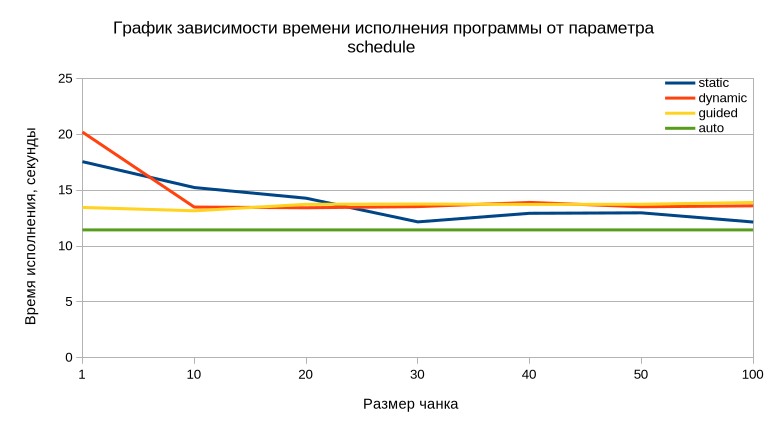 График зависимости времени исполнения программы от параметра
schedule
static
dynamic
guided
auto
Время исполнения, секунды
25
20
15
10
5
0
1 10 20 30 40 50 100
Размер чанка